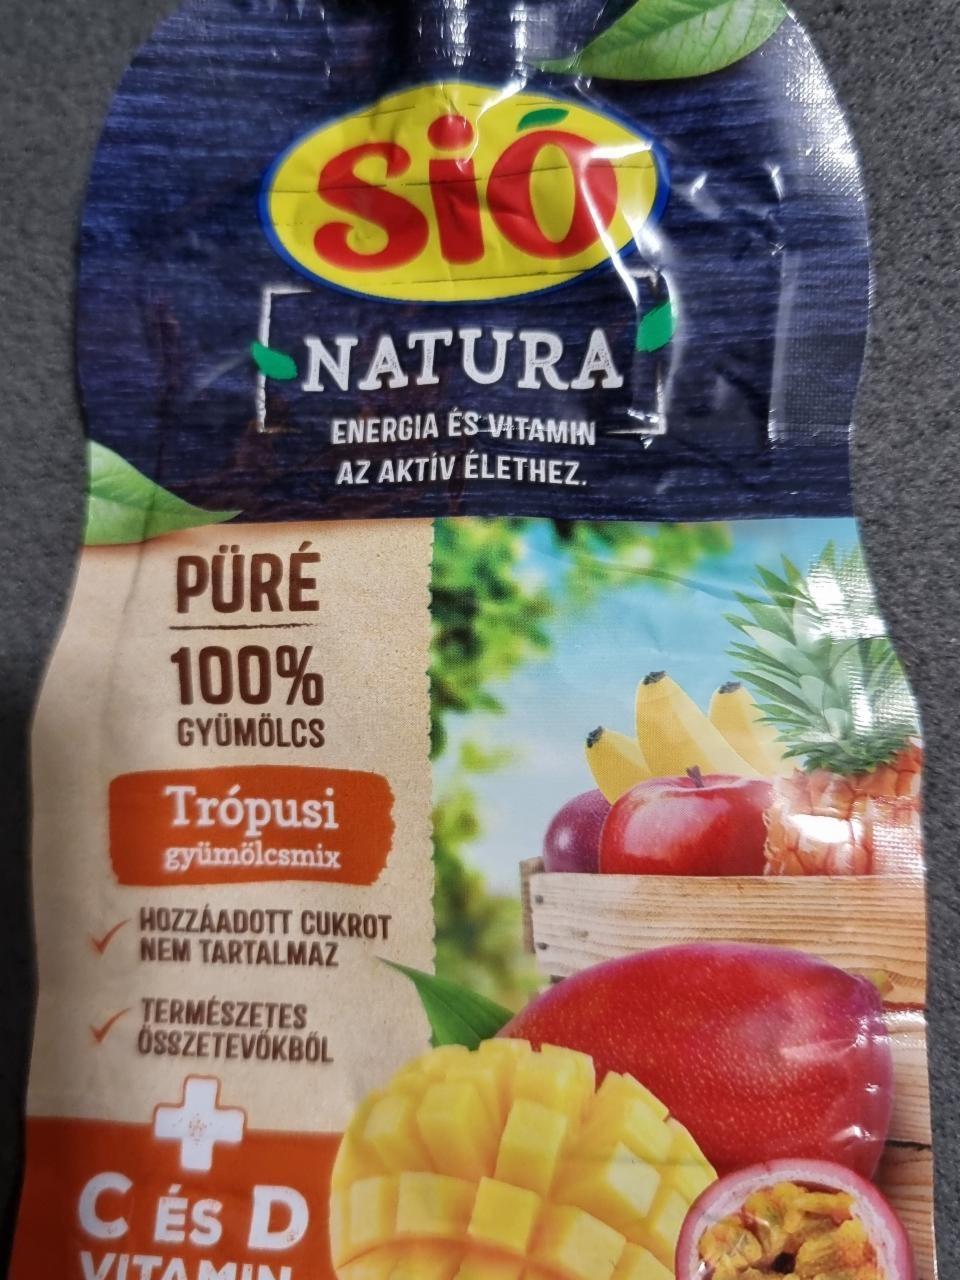 SIÓ
NATURA
ENERGIA ÉS VITAMIN
AZ AKTÍV ÉLETHEZ.
PÜRÉ
100%
GYÜMÖLCS
Trópusi
gyümölcsmix
HOZZÁADOTT CUKROT
NEM TARTALMAZ
TERMÉSZETES
ÖSSZETEVŐKBŐL
C ÉS D
VITAMIN